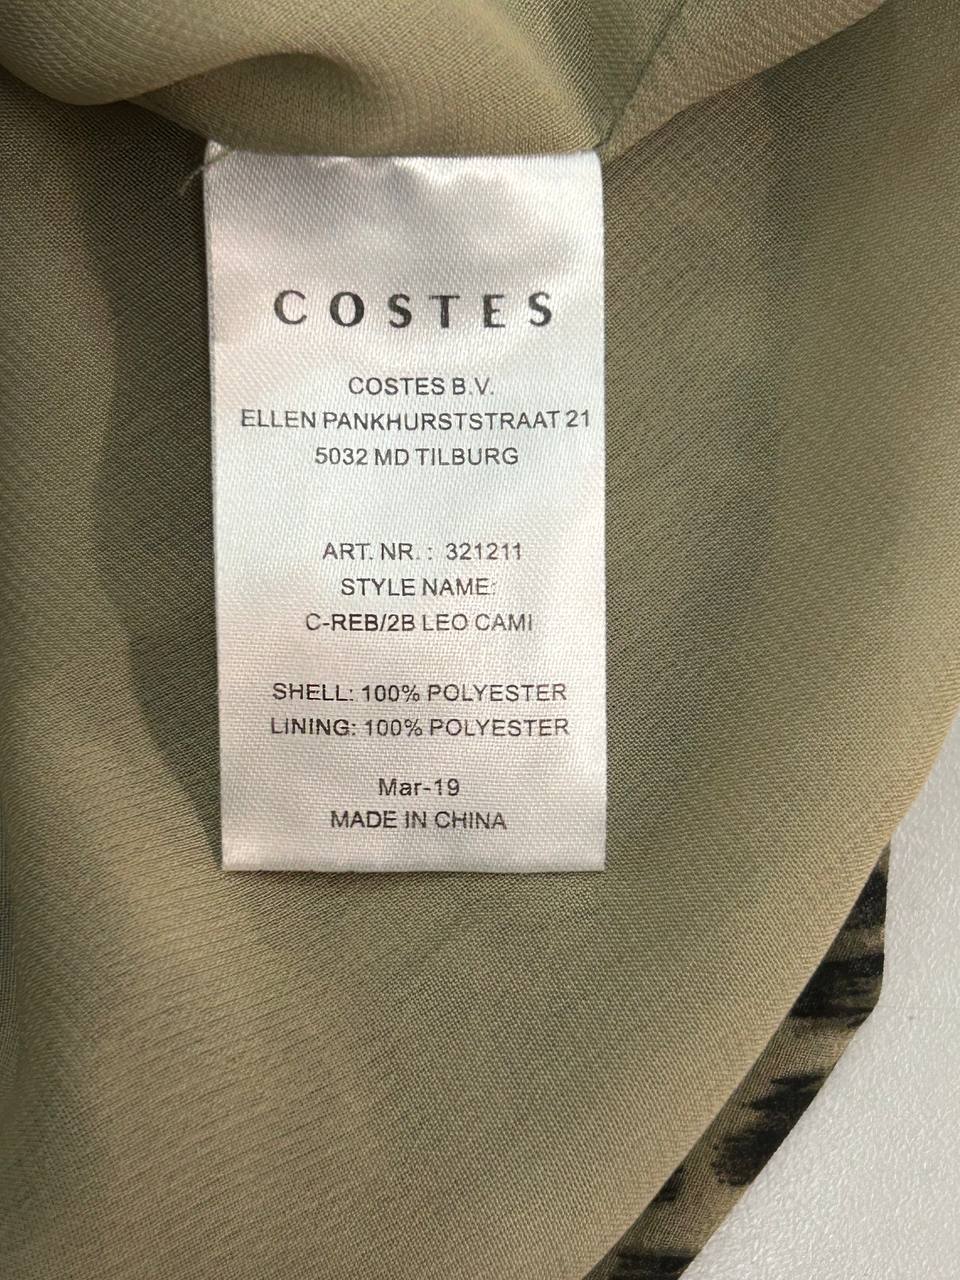 COSTES
COSTES B.V.
ELLEN PANKHURSTSTRAAT 21
5032 MD TILBURG
ART. NR. : 321211
STYLE NAME:
C-REB/2B LEO CAMI
SHELL: 100% POLYESTER
LINING: 100% POLYESTER
Mar-19
MADE IN CHINA